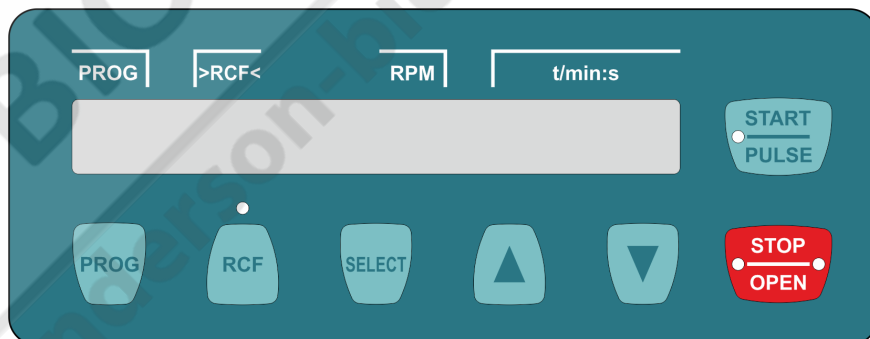 PROG >RCF< RPM t/min:s
START
PULSE
PROG RCF SELECT
STOP
OPEN